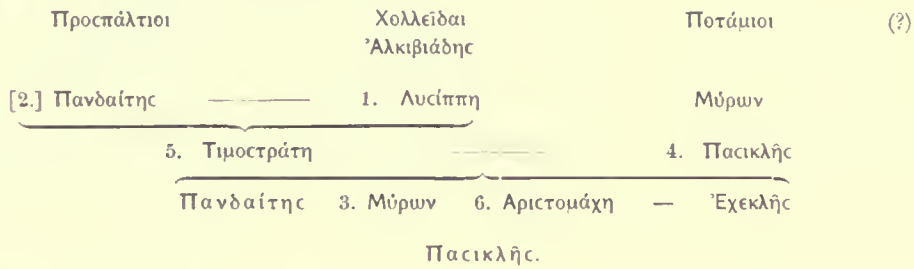 Προϲπάλτιοι Χολλεῖδαι Ποτάμιοι (?)
Ἀλκιβιάδηϲ
[2.] Πανδαίτηϲ — 1. Λυϲίππη Μύρων
5. Τιμοϲτράτη — 4. Παϲικλῆϲ
Πανδαίτηϲ 3. Μύρων 6. Αριϲτομάχη — Ἐχεκλῆϲ
Παϲικλῆϲ.